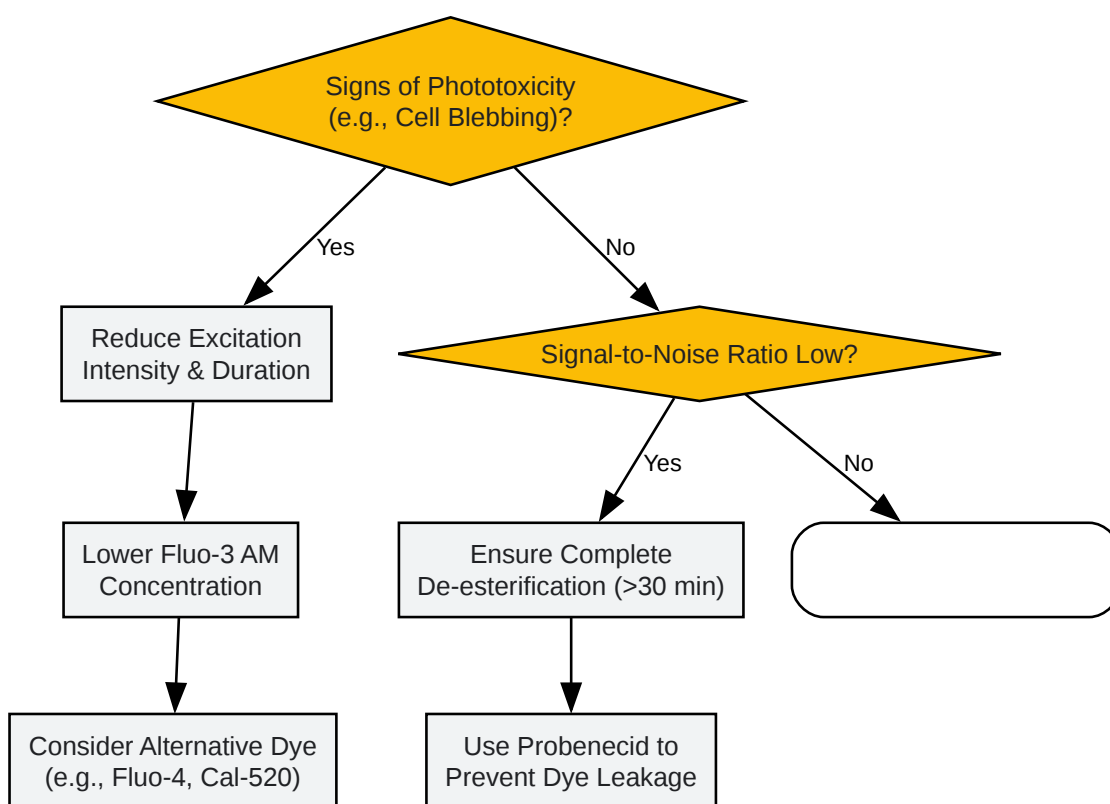 Signs of Phototoxicity
(e.g., Cell Blebbing)?
Yes
No
Reduce Excitation
Intensity & Duration
Signal-to-Noise Ratio Low?
Yes
No
Lower Fluo-3 AM
Concentration
Ensure Complete
De-esterification (>30 min)
Consider Alternative Dye
(e.g., Fluo-4, Cal-520)
Use Probenecid to
Prevent Dye Leakage